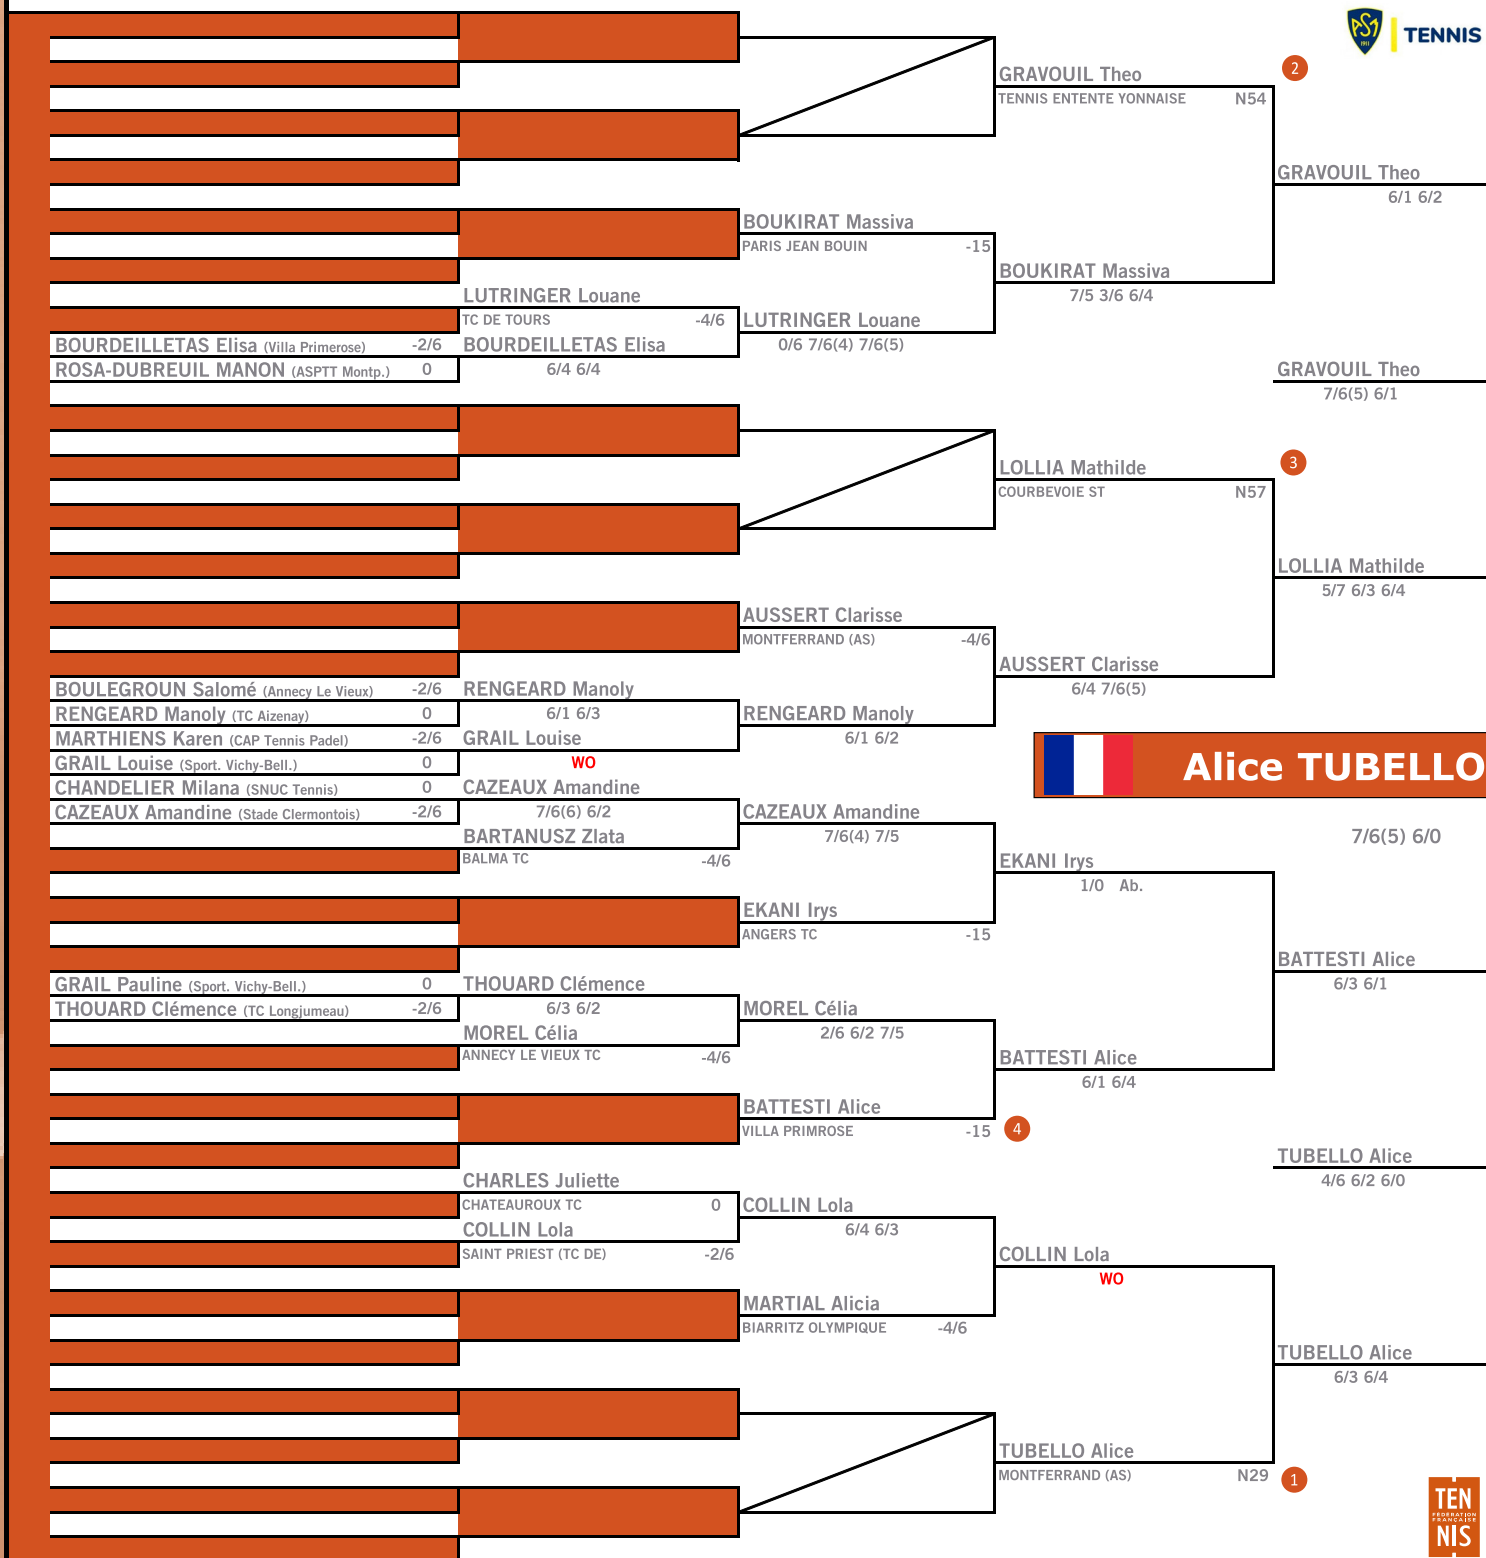 ASM
1911
TENNIS
2
GRAVOUIL Theo
TENNIS ENTENTE YONNAISE N54
GRAVOUIL Theo
6/1 6/2
BOUKIRAT Massiva
PARIS JEAN BOUIN -15
BOUKIRAT Massiva
7/5 3/6 6/4
LUTRINGER Louane
TC DE TOURS -4/6
LUTRINGER Louane
0/6 7/6(4) 7/6(5)
BOURDEILLETAS Elisa (Villa Primerose) -2/6
BOURDEILLETAS Elisa
ROSA-DUBREUIL MANON (ASPTT Montp.) 0
6/4 6/4
GRAVOUIL Theo
7/6(5) 6/1
3
LOLLIA Mathilde
COURBEVOIE ST N57
LOLLIA Mathilde
5/7 6/3 6/4
AUSSERT Clarisse
MONTFERRAND (AS) -4/6
AUSSERT Clarisse
6/4 7/6(5)
BOULEGROUN Salomé (Annecy Le Vieux) -2/6
RENGEARD Manoly
RENGEARD Manoly (TC Aizenay) 0
6/1 6/3
RENGEARD Manoly
6/1 6/2
MARTHIENS Karen (CAP Tennis Padel) -2/6
GRAIL Louise
GRAIL Louise (Sport. Vichy-Bell.) 0
WO
Alice TUBELLO
7/6(5) 6/0
CHANDELIER Milana (SNUC Tennis) 0
CAZEAUX Amandine
CAZEAUX Amandine (Stade Clermontois) -2/6
7/6(6) 6/2
CAZEAUX Amandine
7/6(4) 7/5
BARTANUSZ Zlata
BALMA TC -4/6
EKANI Irys
1/0 Ab.
EKANI Irys
ANGERS TC -15
BATTESTI Alice
6/3 6/1
GRAIL Pauline (Sport. Vichy-Bell.) 0
THOUARD Clémence
THOUARD Clémence (TC Longjumeau) -2/6
6/3 6/2
MOREL Célia
2/6 6/2 7/5
MOREL Célia
ANNECY LE VIEUX TC -4/6
BATTESTI Alice
6/1 6/4
BATTESTI Alice
VILLA PRIMROSE -15
4
TUBELLO Alice
4/6 6/2 6/0
CHARLES Juliette
CHATEAUROUX TC 0
COLLIN Lola
6/4 6/3
COLLIN Lola
SAINT PRIEST (TC DE) -2/6
COLLIN Lola
WO
MARTIAL Alicia
BIARRITZ OLYMPIQUE -4/6
TUBELLO Alice
6/3 6/4
TUBELLO Alice
MONTFERRAND (AS) N29
1
TEN
FÉDÉRATION
FRANÇAISE
NIS